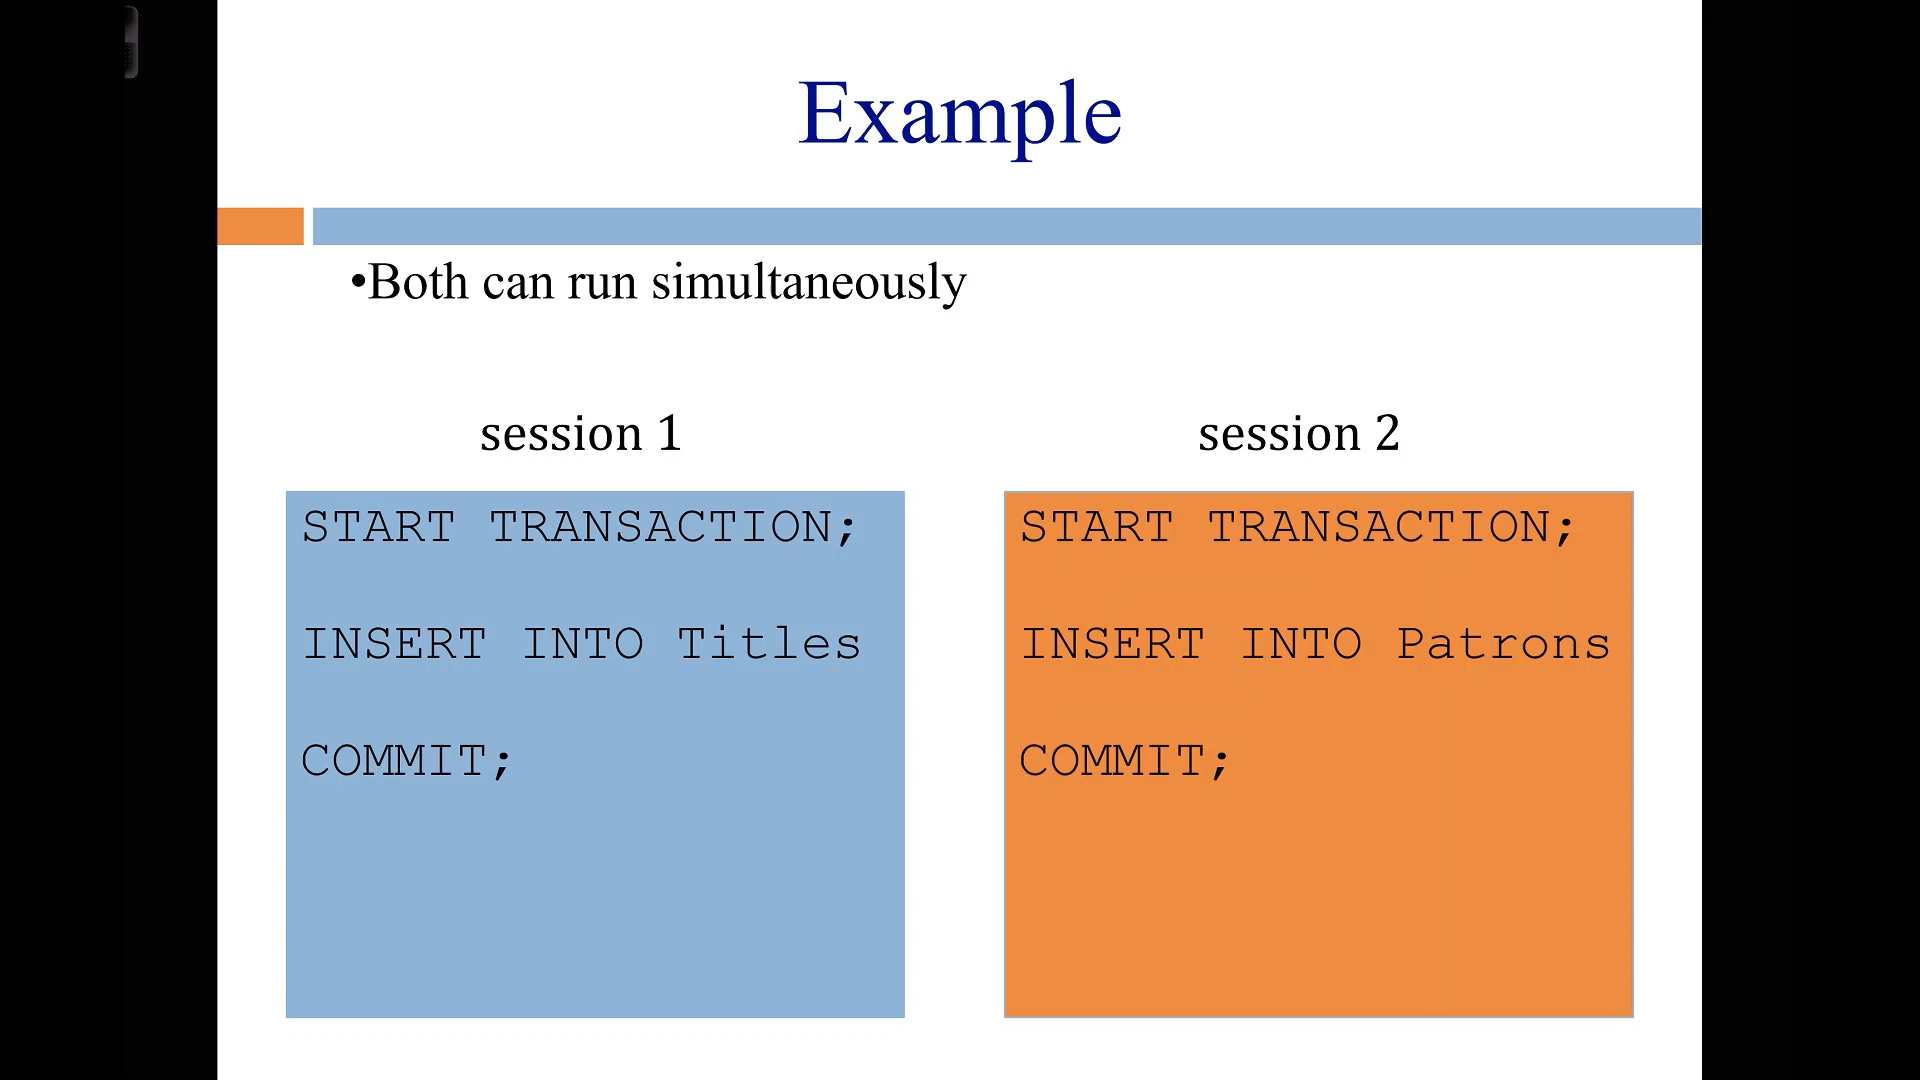 Example
•Both can run simultaneously
session 1
START TRANSACTION;
INSERT INTO Titles
COMMIT;
session 2
START TRANSACTION;
INSERT INTO Patrons
COMMIT;